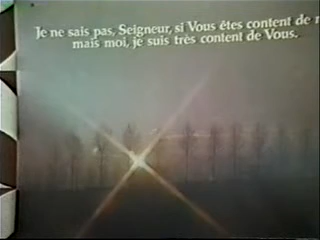 Je ne sais pas, Seigneur, si Vous êtes content de
mais moi, je suis très content de Vous.